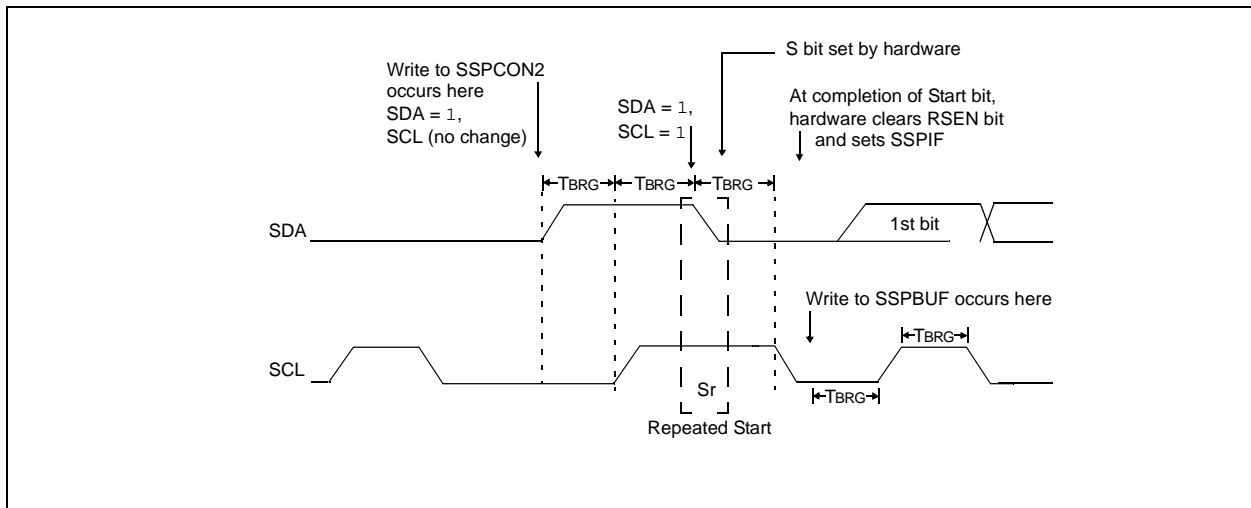 S bit set by hardware
Write to SSPCON2
occurs here
SDA = 1,
SCL (no change)
SDA = 1,
SCL = 1
At completion of Start bit,
hardware clears RSEN bit
and sets SSPIF
TBRG TBRG TBRG
SDA
1st bit
Write to SSPBUF occurs here
TBRG
SCL
TBRG
Sr
Repeated Start